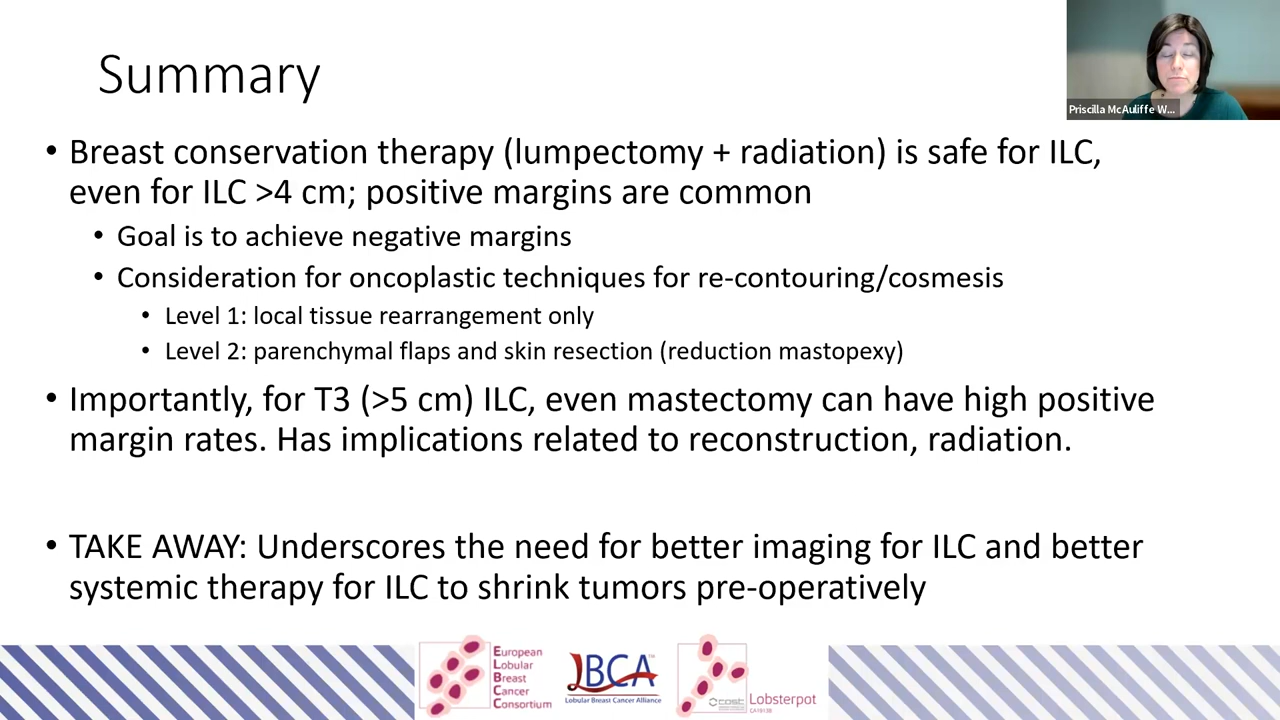 Summary
Priscilla McAuliffe W...
• Breast conservation therapy (lumpectomy + radiation) is safe for ILC,
even for ILC >4 cm; positive margins are common
• Goal is to achieve negative margins
• Consideration for oncoplastic techniques for re-contouring/cosmesis
• Level 1: local tissue rearrangement only
• Level 2: parenchymal flaps and skin resection (reduction mastopexy)
• Importantly, for T3 (>5 cm) ILC, even mastectomy can have high positive
margin rates. Has implications related to reconstruction, radiation.
• TAKE AWAY: Underscores the need for better imaging for ILC and better
systemic therapy for ILC to shrink tumors pre-operatively
European
Lobular
Breast
Cancer
Consortium
LBCA™
Lobular Breast Cancer Alliance
cost
Lobsterpot
CA19138